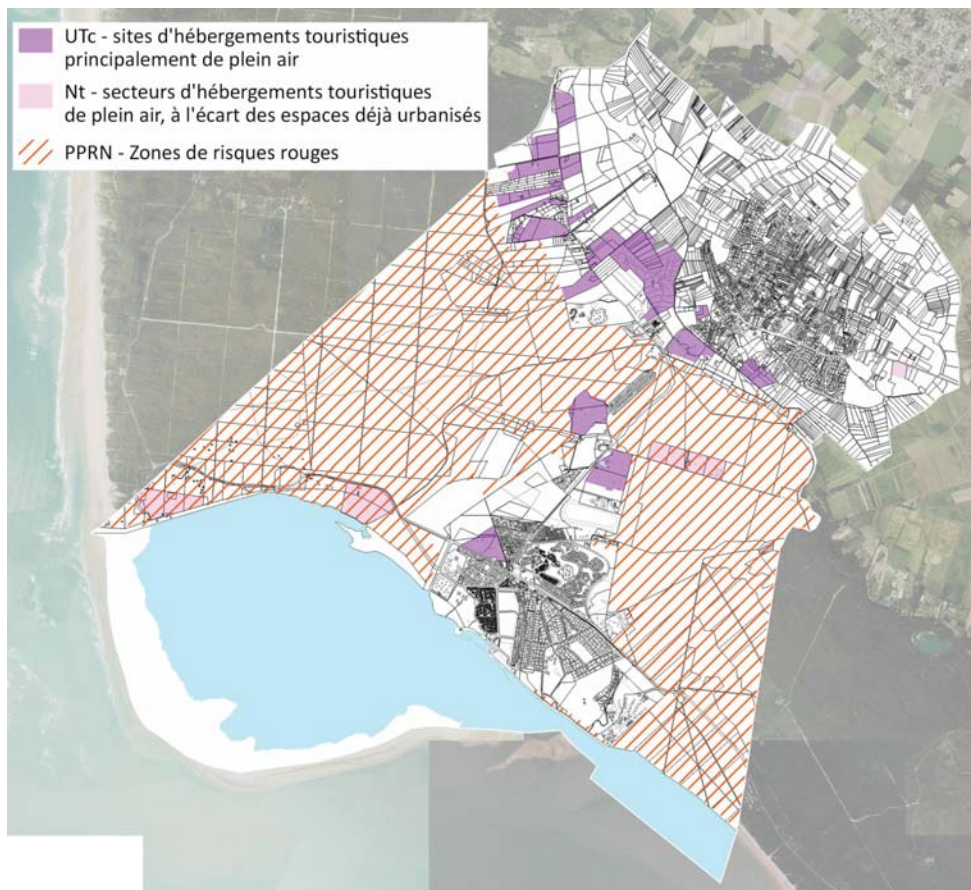 UTc - sites d'hébergements touristiques
principalement de plein air
Nt - secteurs d'hébergements touristiques
de plein air, à l'écart des espaces déjà urbanisés
PPRN - Zones de risques rouges